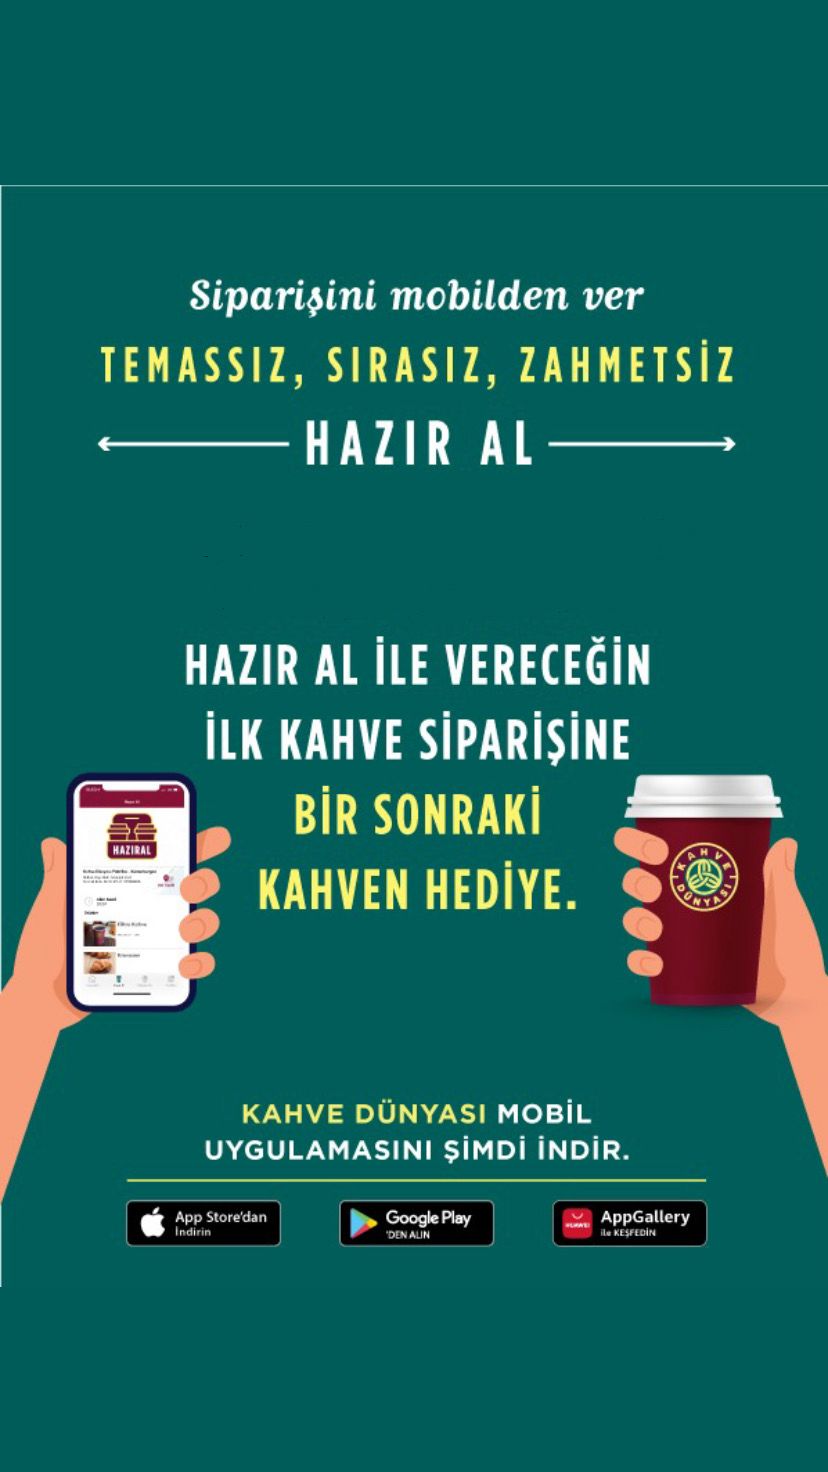 Siparişini mobilden ver
TEMASSIZ, SIRASIZ, ZAHMETSİZ
HAZIR AL
HAZIR AL İLE VERECEĞİN
İLK KAHVE SİPARİŞİNE
BİR SONRAKİ
KAHVEN HEDİYE.
HAZIRAL
KAHVE
DÜNYASI
KAHVE DÜNYASI MOBİL
UYGULAMASINI ŞİMDİ İNDİR.
App Store'dan
İndirin
Google Play
'DEN ALIN
HUAWEI
AppGallery
ile KEŞFEDİN